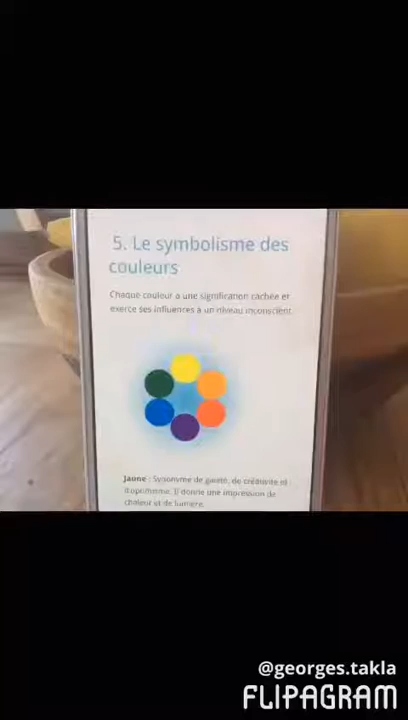 5. Le symbolisme des
couleurs
Chaque couleur a une signification cachée et
exerce ses influences à un niveau inconscient.
Jaune : Synonyme de gaieté, de créativité et
d'optimisme. Il donne une impression de
chaleur et de lumière.
@georges.takla
FLIPAGRAM